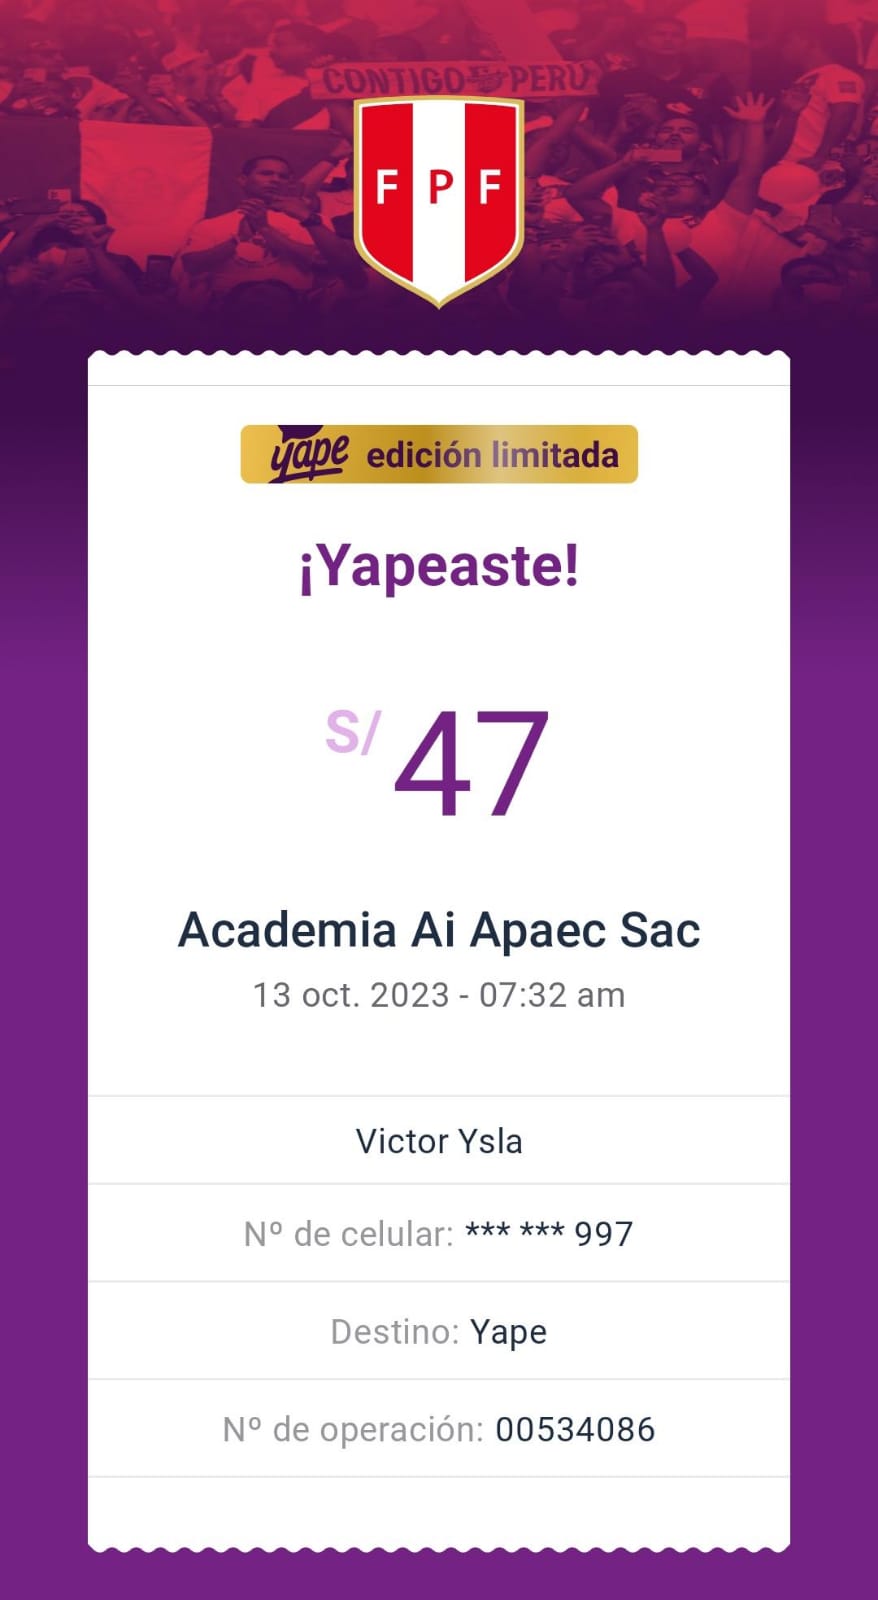 CONTIGO PERÚ
F P F
yape edición limitada
¡Yapeaste!
S/ 47
Academia Ai Apaec Sac
13 oct. 2023 - 07:32 am
Victor Ysla
Nº de celular: *** *** 997
Destino: Yape
Nº de operación: 00534086